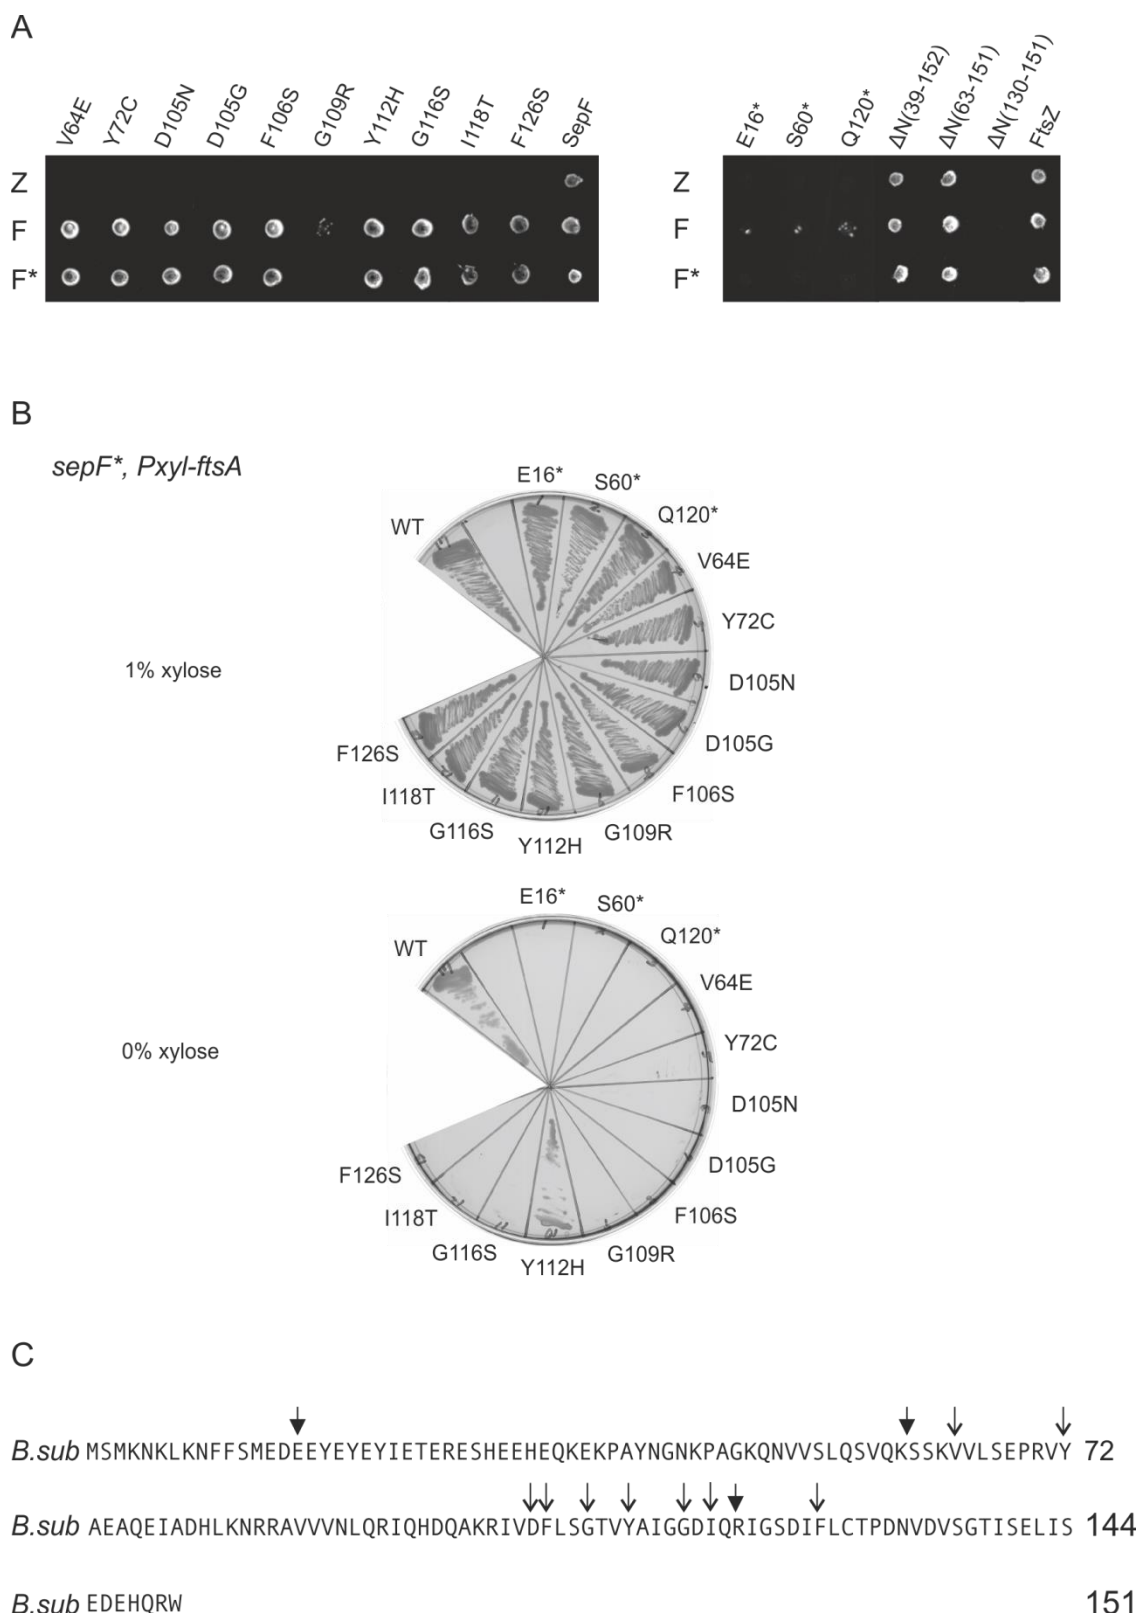 A
V64E Y72C D105N D105G F106S G109R Y112H G116S I118T F126S SepF
Z
F
F*
E16* S60* Q120* ΔN(39-152) ΔN(63-151) ΔN(130-151) FtsZ
Z
F
F*
B
sepF*, Pxyl-ftsA
1% xylose
WT E16* S60* Q120* V64E Y72C D105N D105G F106S G109R Y112H G116S I118T F126S
0% xylose
WT E16* S60* Q120* V64E Y72C D105N D105G F106S G109R Y112H G116S I118T F126S
C
B.sub MSMKNKLKNFFSMEDEEYEYEYIETERESHEEHEQKEKPAYNGNKPAGKQNVVSLQSVQKSSKVVLSEPRVY 72
B.sub AEAQEIADHLKNRRAVVVNLQRIQHDQAKRIVDFLSGTVYAIGGDIQRIGSDIFLCTPDNVDVSGTISELIS 144
B.sub EDEHQRW 151